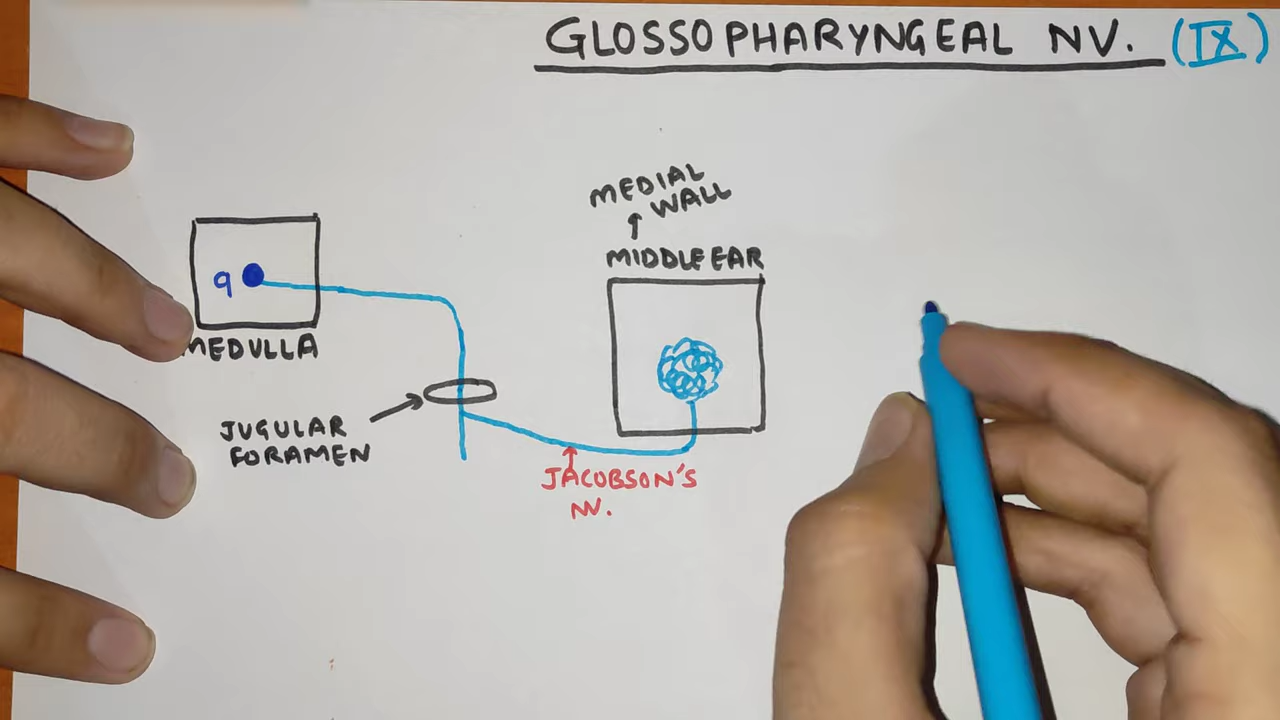 GLOSSOPHARYNGEAL NV. (IX)
MEDIAL
WALL
MIDDLE EAR
9
MEDULLA
JUGULAR
FORAMEN
JACOBSON'S
NV.